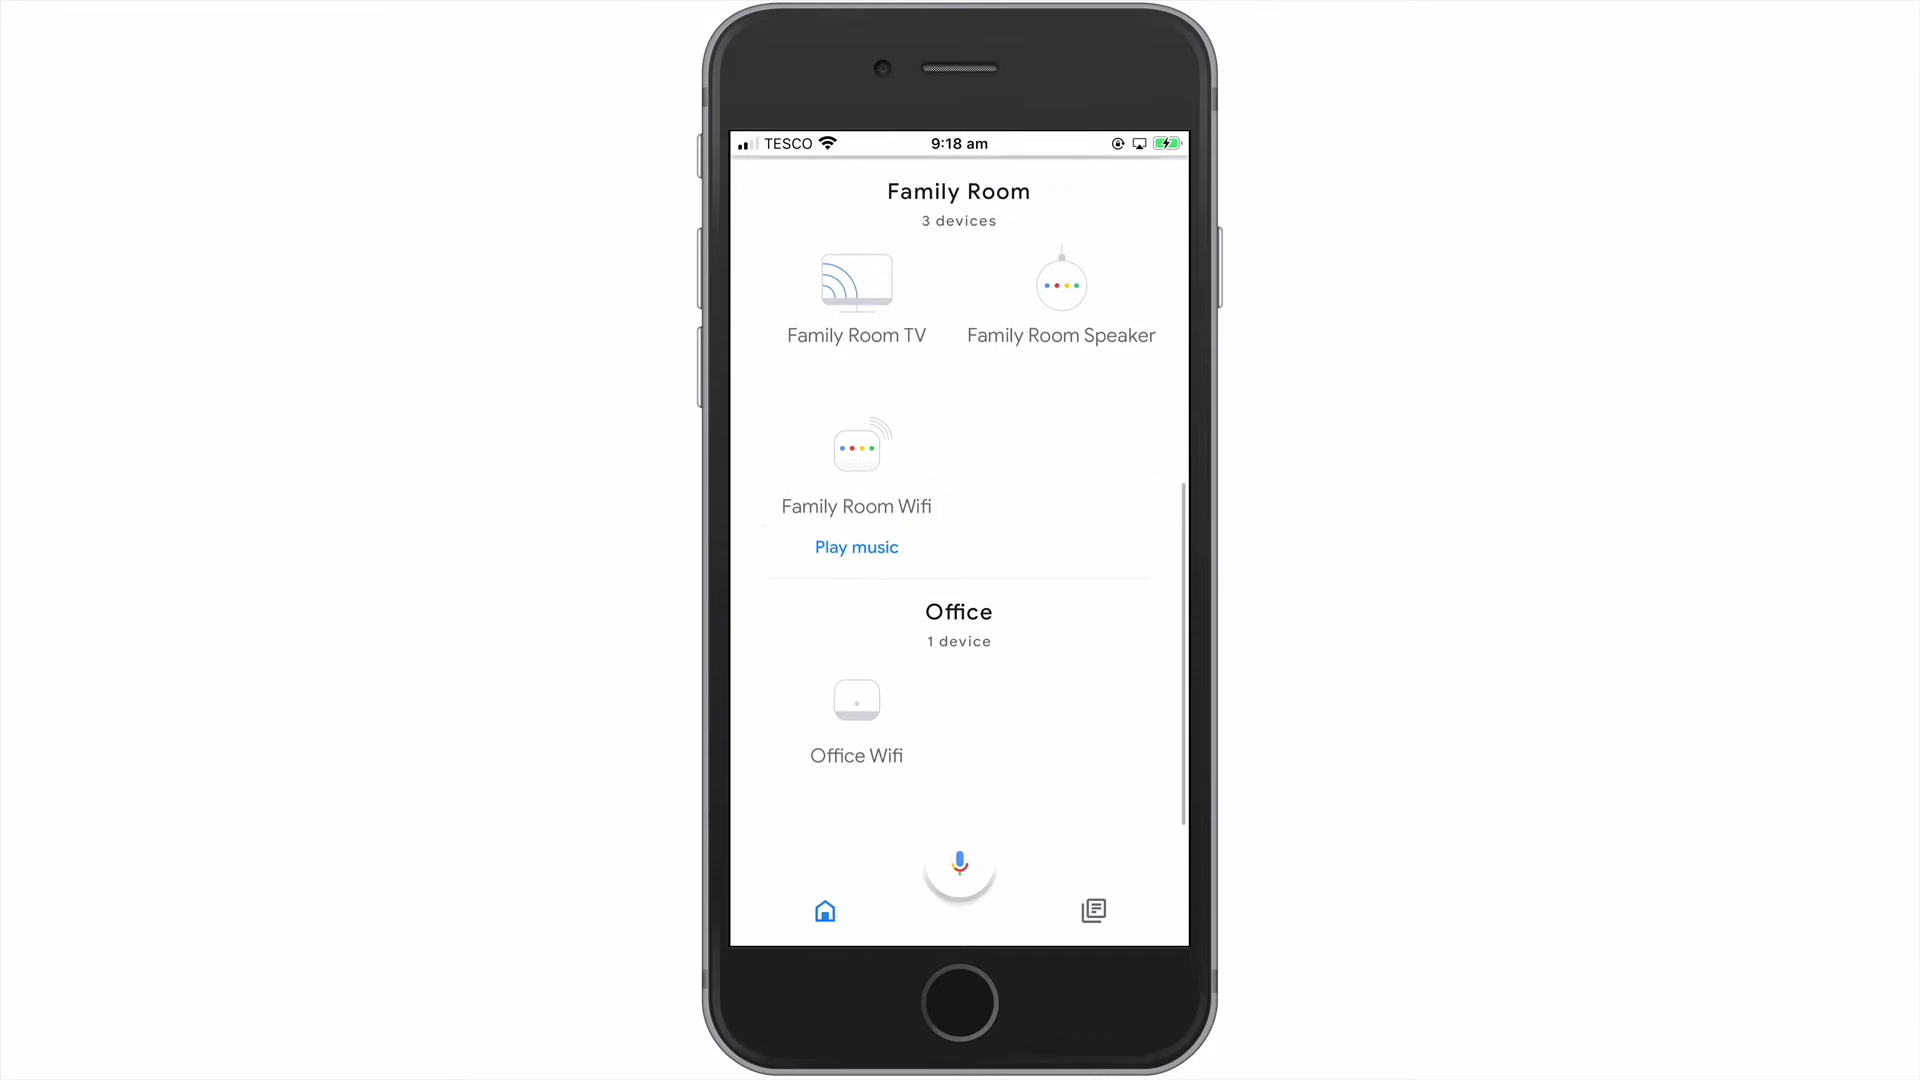 TESCO 9:18 am
Family Room
3 devices
Family Room TV Family Room Speaker
Family Room Wifi
Play music
Office
1 device
Office Wifi